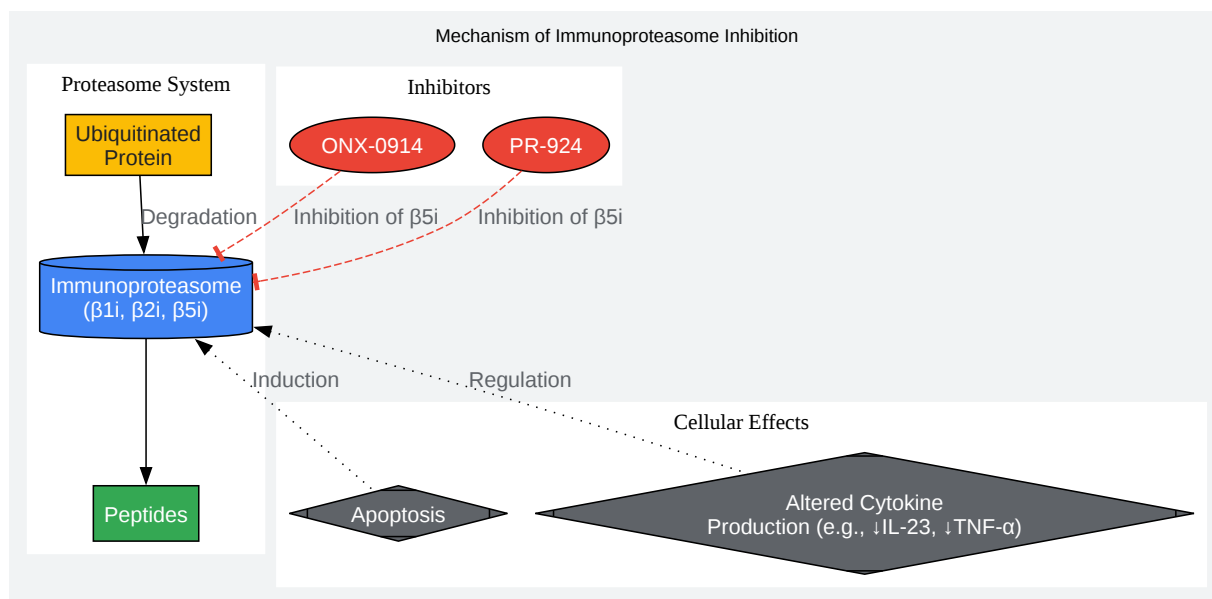 Mechanism of Immunoproteasome Inhibition
Proteasome System
Inhibitors
Ubiquitinated
Protein
ONX-0914
PR-924
Degradation
Inhibition of β5i
Inhibition of β5i
Immunoproteasome
(β1i, β2i, β5i)
Induction
Regulation
Cellular Effects
Peptides
Apoptosis
Altered Cytokine
Production (e.g., ↓IL-23, ↓TNF-α)